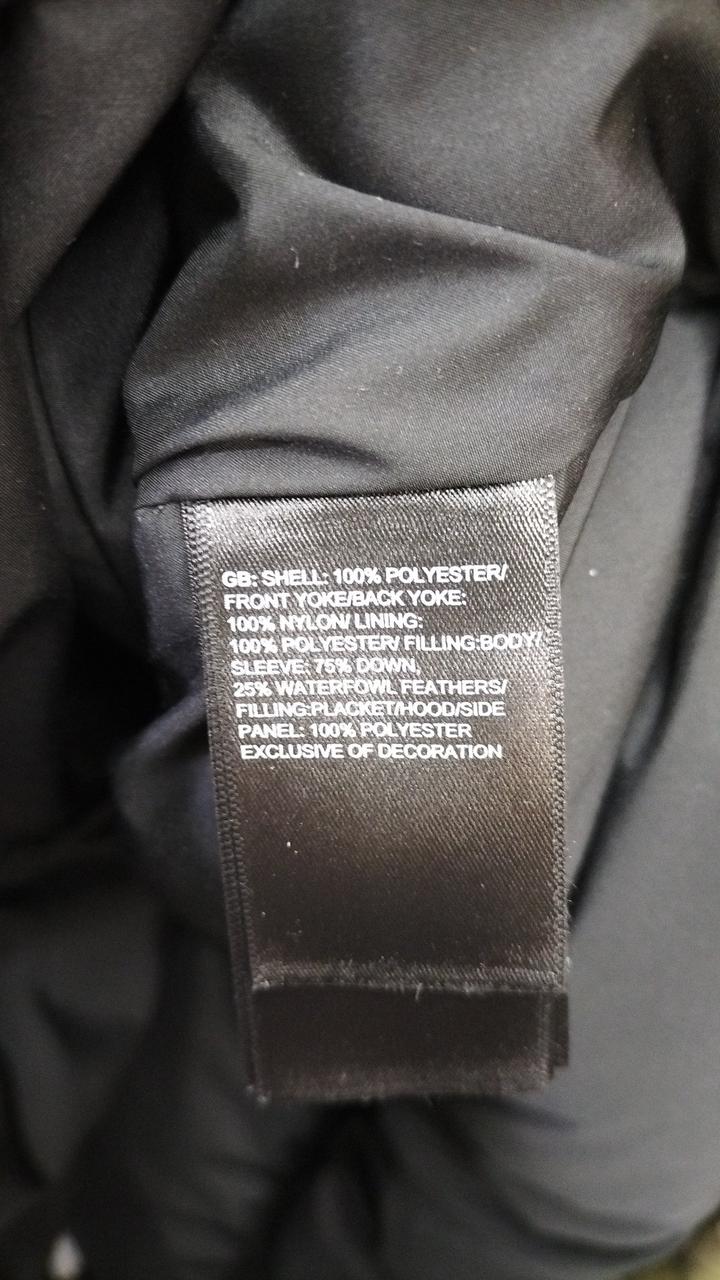 GB: SHELL: 100% POLYESTER/
FRONT YOKE/BACK YOKE:
100% NYLON/ LINING:
100% POLYESTER/ FILLING:BODY/
SLEEVE: 75% DOWN,
25% WATERFOWL FEATHERS/
FILLING:PLACKET/HOOD/SIDE
PANEL: 100% POLYESTER
EXCLUSIVE OF DECORATION